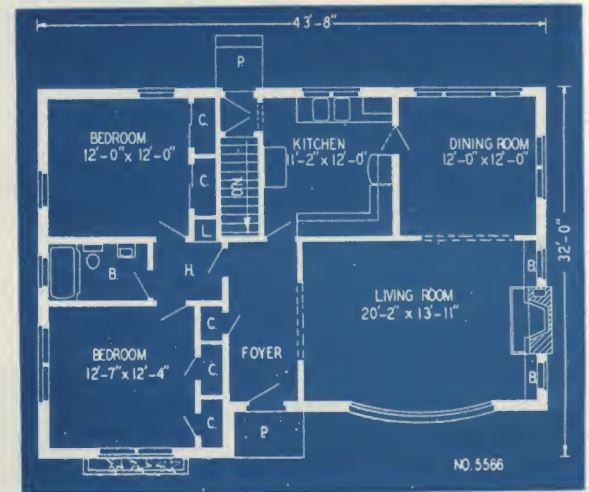 43'-8"
P.
BEDROOM
12'-0" x 12'-0"
C.
C.
L.
DN.
KITCHEN
11'-2" x 12'-0"
DINING ROOM
12'-0" x 12'-0"
32'-0"
B.
H.
LIVING ROOM
20'-2" x 13'-11"
B.
BEDROOM
12'-7" x 12'-4"
C.
C.
C.
FOYER
B.
P.
NO. 5566